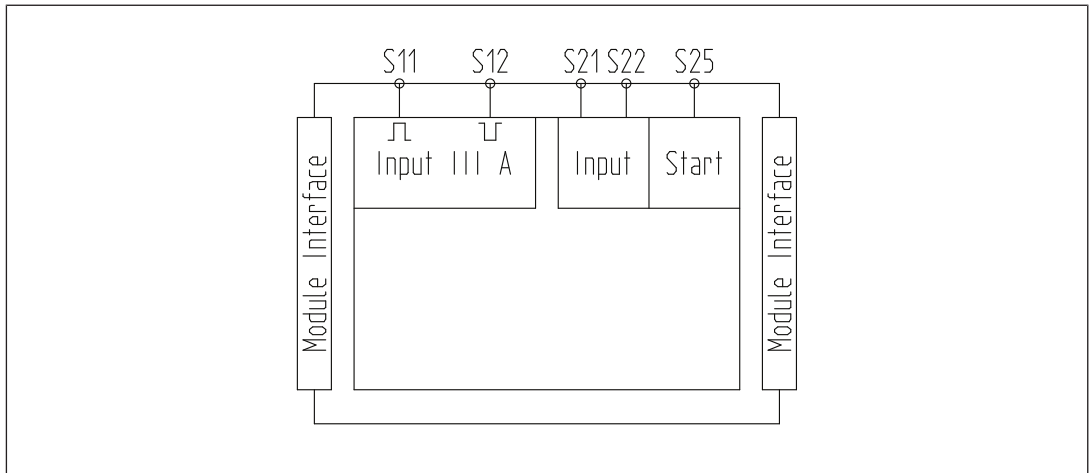 S11 S12 S21 S22 S25
Input III A Input Start
Module Interface
Module Interface